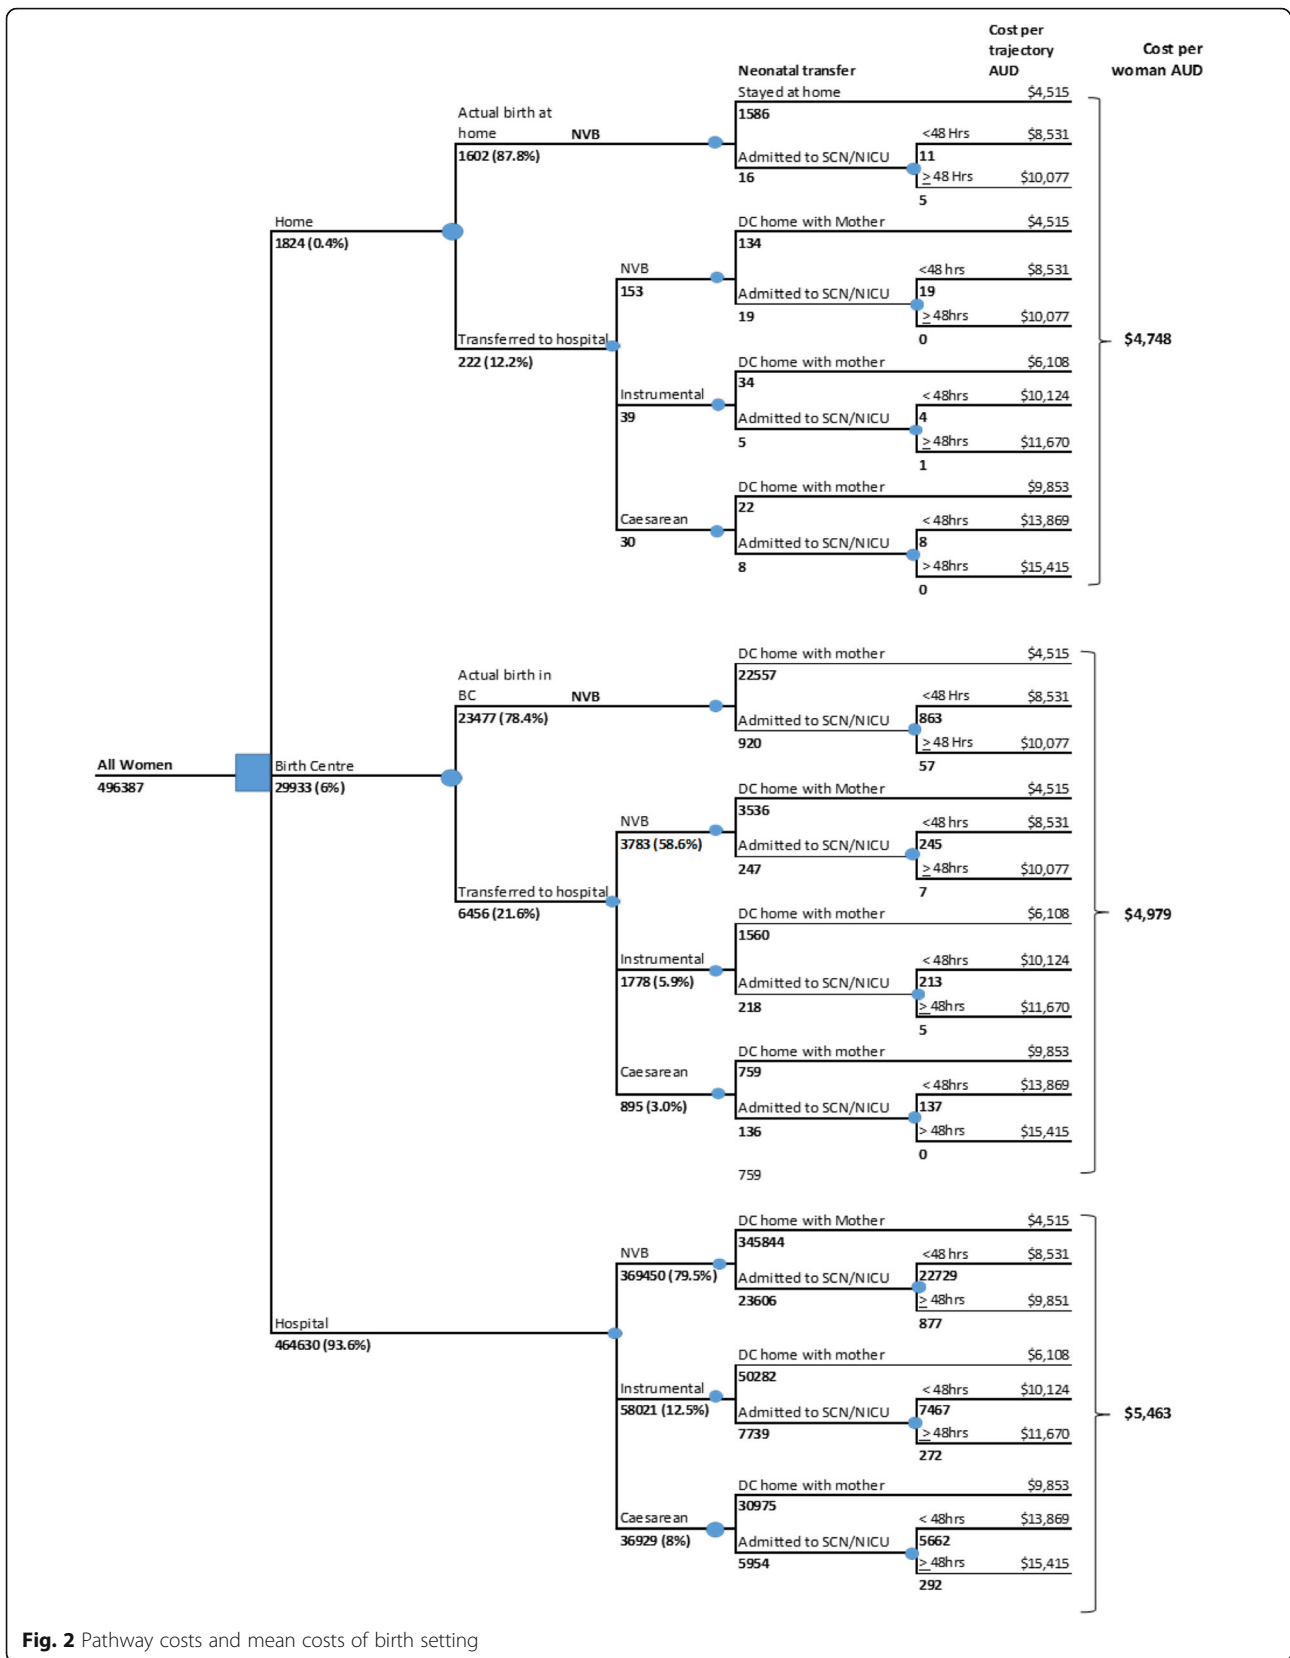 Cost per
trajectory
AUD
Cost per
woman AUD
Neonatal transfer
Stayed at home $4,515
1586
Actual birth at
home NVB
1602 (87.8%)
<48 Hrs $8,531
11
Admitted to SCN/NICU
16
≥ 48 Hrs $10,077
5
Home
1824 (0.4%)
DC home with Mother $4,515
134
NVB
153
<48 hrs $8,531
19
Admitted to SCN/NICU
19
≥ 48hrs $10,077
0
Transferred to hospital
222 (12.2%)
$4,748
DC home with mother $6,108
34
Instrumental
39
< 48hrs $10,124
4
Admitted to SCN/NICU
5
≥ 48hrs $11,670
1
DC home with mother $9,853
22
Caesarean
30
< 48hrs $13,869
8
Admitted to SCN/NICU
8
> 48hrs $15,415
0
DC home with mother $4,515
22557
Actual birth in
BC NVB
23477 (78.4%)
<48 Hrs $8,531
863
Admitted to SCN/NICU
920
≥ 48 Hrs $10,077
57
All Women
496387
Birth Centre
29933 (6%)
DC home with Mother $4,515
3536
NVB
3783 (58.6%)
<48 hrs $8,531
245
Admitted to SCN/NICU
247
≥ 48hrs $10,077
7
Transferred to hospital
6456 (21.6%)
$4,979
DC home with mother $6,108
1560
Instrumental
1778 (5.9%)
< 48hrs $10,124
213
Admitted to SCN/NICU
218
≥ 48hrs $11,670
5
DC home with mother $9,853
759
Caesarean
895 (3.0%)
< 48hrs $13,869
137
Admitted to SCN/NICU
136
> 48hrs $15,415
0
759
DC home with Mother $4,515
345844
NVB
369450 (79.5%)
<48 hrs $8,531
22729
Admitted to SCN/NICU
23606
≥ 48hrs $9,851
877
Hospital
464630 (93.6%)
DC home with mother $6,108
50282
Instrumental
58021 (12.5%)
< 48hrs $10,124
7467
Admitted to SCN/NICU
7739
≥ 48hrs $11,670
272
$5,463
DC home with mother $9,853
30975
Caesarean
36929 (8%)
< 48hrs $13,869
5662
Admitted to SCN/NICU
5954
≥ 48hrs $15,415
292
Fig. 2 Pathway costs and mean costs of birth setting